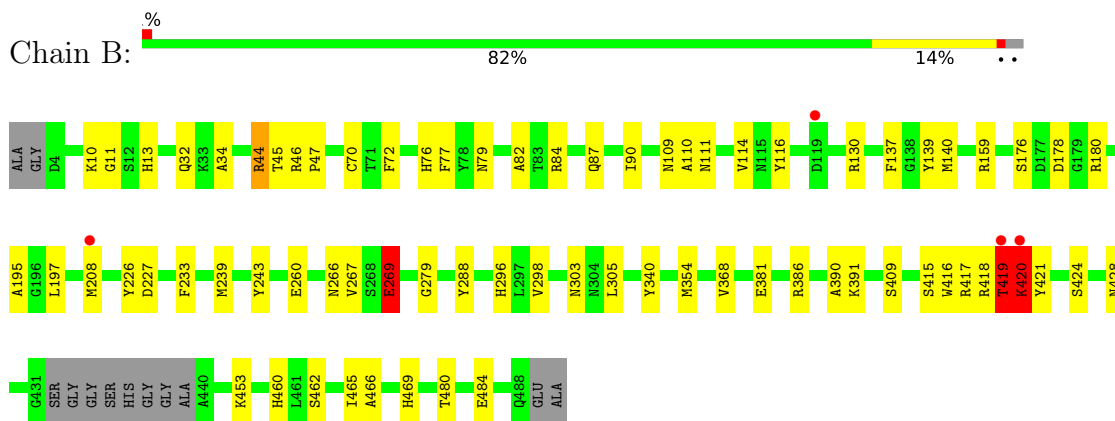 %
Chain B:
82% 14% • •
ALA GLY D4 K10 G11 S12 H13 Q32 K33 A34 R44 T45 R46 P47 C70 T71 F72 H76 F77 Y78 N79 A82 T83 R84 Q87 I90 N109 A110 N111 V114 N115 Y116 D119 R130 F137 G138 Y139 M140 R159 S176 D177 D178 G179 R180
A195 G196 L197 M208 Y226 D227 F233 M239 Y243 E260 N266 V267 S268 E269 G279 Y288 H296 L297 V298 N303 N304 L305 Y340 M354 V368 E381 R386 A390 K391 S409 S415 W416 R417 R418 T419 K420 Y421 S424 N428
G431 SER GLY GLY SER HIS GLY GLY ALA A440 K453 H460 L461 S462 I465 A466 H469 T480 E484 Q488 GLU ALA